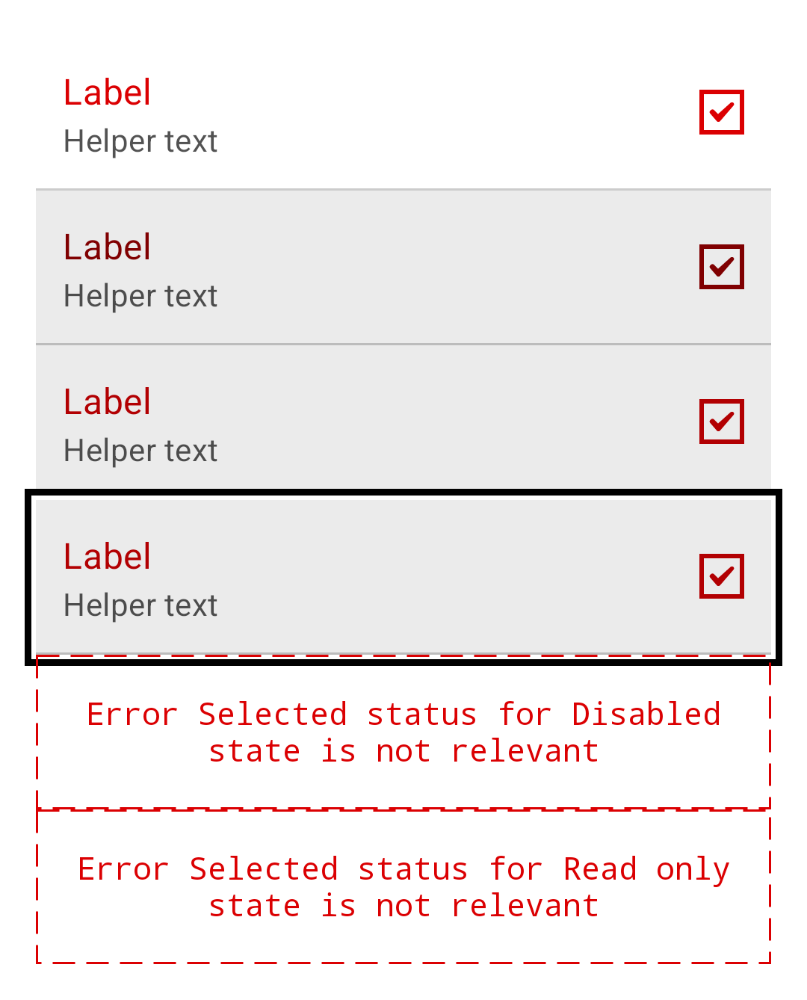 Label
Helper text
Label
Helper text
Label
Helper text
Label
Helper text
Error Selected status for Disabled
state is not relevant
Error Selected status for Read only
state is not relevant